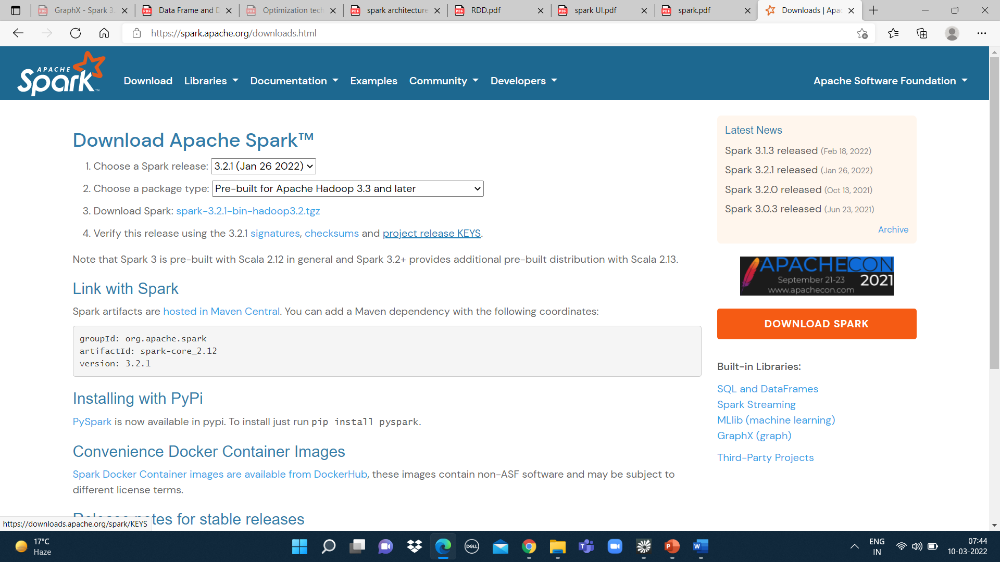 GraphX - Spark 3.
Data Frame and D
Optimization tech
spark architecture
RDD.pdf
spark UI.pdf
spark.pdf
Downloads | Apac
https://spark.apache.org/downloads.html
APACHE
Spark™
Download
Libraries
Documentation
Examples
Community
Developers
Apache Software Foundation
Download Apache Spark™
1. Choose a Spark release: 3.2.1 (Jan 26 2022)
2. Choose a package type: Pre-built for Apache Hadoop 3.3 and later
3. Download Spark: spark-3.2.1-bin-hadoop3.2.tgz
4. Verify this release using the 3.2.1 signatures, checksums and project release KEYS.
Note that Spark 3 is pre-built with Scala 2.12 in general and Spark 3.2+ provides additional pre-built distribution with Scala 2.13.
Link with Spark
Spark artifacts are hosted in Maven Central. You can add a Maven dependency with the following coordinates:
groupId: org.apache.spark
artifactId: spark-core_2.12
version: 3.2.1
Installing with PyPi
PySpark is now available in pypi. To install just run pip install pyspark.
Convenience Docker Container Images
Spark Docker Container images are available from DockerHub, these images contain non-ASF software and may be subject to
different license terms.
Release notes for stable releases
https://downloads.apache.org/spark/KEYS
Latest News
Spark 3.1.3 released (Feb 18, 2022)
Spark 3.2.1 released (Jan 26, 2022)
Spark 3.2.0 released (Oct 13, 2021)
Spark 3.0.3 released (Jun 23, 2021)
Archive
APACHECON
September 21-23
2021
www.apachecon.com
DOWNLOAD SPARK
Built-in Libraries:
SQL and DataFrames
Spark Streaming
MLlib (machine learning)
GraphX (graph)
Third-Party Projects
17°C
Haze
DELL
ENG
IN
07:44
10-03-2022